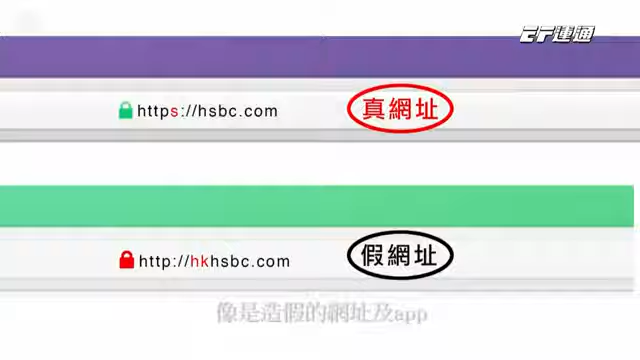 ET運通
https://hsbc.com
真網址
http://hkhsbc.com
假網址
像是造假的網址及app